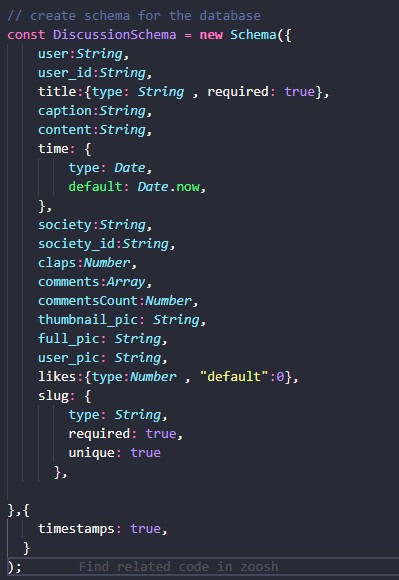 // create schema for the database
const DiscussionSchema = new Schema({
    user:String,
    user_id:String,
    title:{type: String , required: true},
    caption:String,
    content:String,
    time: {
        type: Date,
        default: Date.now,
    },
    society:String,
    society_id:String,
    claps:Number,
    comments:Array,
    commentsCount:Number,
    thumbnail_pic: String,
    full_pic: String,
    user_pic: String,
    likes:{type:Number , "default":0},
    slug: {
        type: String,
        required: true,
        unique: true
      },
},{
    timestamps: true,
  }
);        Find related code in zoosh